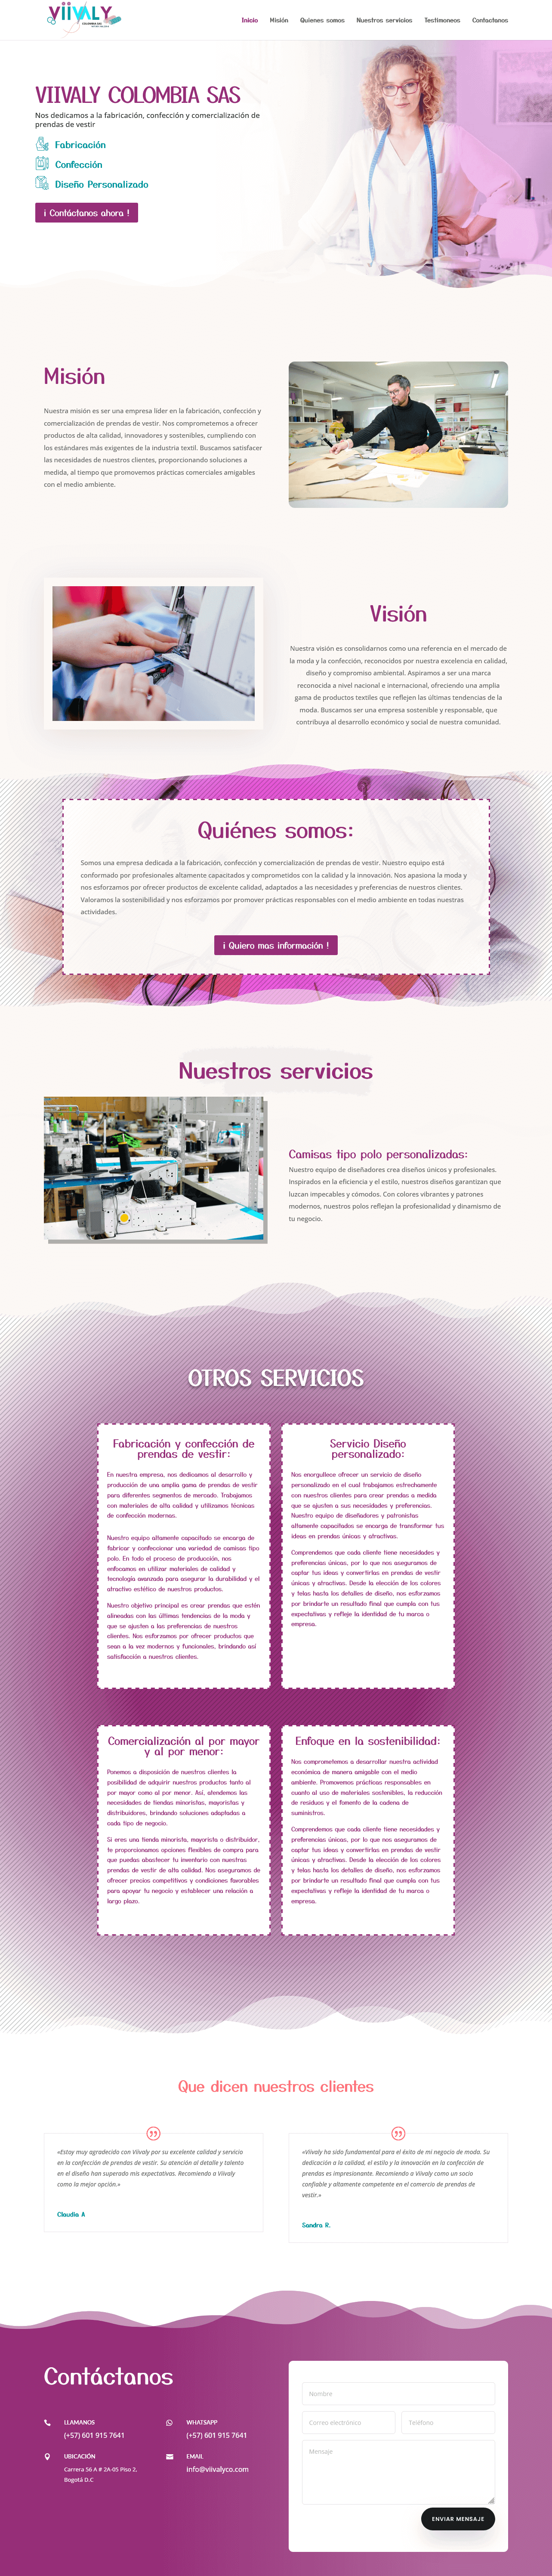 VIIVALY
COLOMBIA SAS
Inicio
Misión
Quienes somos
Nuestros servicios
Testimoneos
Contactanos
VIIVALY COLOMBIA SAS
Nos dedicamos a la fabricación, confección y comercialización de
prendas de vestir
Fabricación
Confección
Diseño Personalizado
¡ Contáctanos ahora !
Misión
Nuestra misión es ser una empresa líder en la fabricación, confección y
comercialización de prendas de vestir. Nos comprometemos a ofrecer
productos de alta calidad, innovadores y sostenibles, cumpliendo con
los estándares más exigentes de la industria textil. Buscamos satisfacer
las necesidades de nuestros clientes, proporcionando soluciones a
medida, al tiempo que promovemos prácticas comerciales amigables
con el medio ambiente.
Visión
Nuestra visión es consolidarnos como una referencia en el mercado de
la moda y la confección, reconocidos por nuestra excelencia en calidad,
diseño y compromiso ambiental. Aspiramos a ser una marca
reconocida a nivel nacional e internacional, ofreciendo una amplia
gama de productos textiles que reflejen las últimas tendencias de la
moda. Buscamos ser una empresa sostenible y responsable, que
contribuya al desarrollo económico y social de nuestra comunidad.
Quiénes somos:
Somos una empresa dedicada a la fabricación, confección y comercialización de prendas de vestir. Nuestro equipo está
conformado por profesionales altamente capacitados y comprometidos con la calidad y la innovación. Nos apasiona la moda y
nos esforzamos por ofrecer productos de excelente calidad, adaptados a las necesidades y preferencias de nuestros clientes.
Valoramos la sostenibilidad y nos esforzamos por promover prácticas responsables con el medio ambiente en todas nuestras
actividades.
¡ Quiero mas información !
Nuestros servicios
Camisas tipo polo personalizadas:
Nuestro equipo de diseñadores crea diseños únicos y profesionales.
Inspirados en la eficiencia y el estilo, nuestros diseños garantizan que
luzcan impecables y cómodos. Con colores vibrantes y patrones
modernos, nuestros polos reflejan la profesionalidad y dinamismo de
tu negocio.
OTROS SERVICIOS
Fabricación y confección de
prendas de vestir:
En nuestra empresa, nos dedicamos al desarrollo y
producción de una amplia gama de prendas de vestir
para diferentes segmentos de mercado. Trabajamos
con materiales de alta calidad y utilizamos técnicas
de confección modernas.
Nuestro equipo altamente capacitado se encarga de
fabricar y confeccionar una variedad de camisas tipo
polo. En todo el proceso de producción, nos
enfocamos en utilizar materiales de calidad y
tecnología avanzada para asegurar la durabilidad y el
atractivo estético de nuestros productos.
Nuestro objetivo principal es crear prendas que estén
alineadas con las últimas tendencias de la moda y
que se ajusten a las preferencias de nuestros
clientes. Nos esforzamos por ofrecer productos que
sean a la vez modernos y funcionales, brindando así
satisfacción a nuestros clientes.
Servicio Diseño
personalizado:
Nos enorgullece ofrecer un servicio de diseño
personalizado en el cual trabajamos estrechamente
con nuestros clientes para crear prendas a medida
que se ajusten a sus necesidades y preferencias.
Nuestro equipo de diseñadores y patronistas
altamente capacitados se encarga de transformar tus
ideas en prendas únicas y atractivas.
Comprendemos que cada cliente tiene necesidades y
preferencias únicas, por lo que nos aseguramos de
captar tus ideas y convertirlas en prendas de vestir
únicas y atractivas. Desde la elección de los colores
y telas hasta los detalles de diseño, nos esforzamos
por brindarte un resultado final que cumpla con tus
expectativas y refleje la identidad de tu marca o
empresa.
Comercialización al por mayor
y al por menor:
Ponemos a disposición de nuestros clientes la
posibilidad de adquirir nuestros productos tanto al
por mayor como al por menor. Así, atendemos las
necesidades de tiendas minoristas, mayoristas y
distribuidores, brindando soluciones adaptadas a
cada tipo de negocio.
Si eres una tienda minorista, mayorista o distribuidor,
te proporcionamos opciones flexibles de compra para
que puedas abastecer tu inventario con nuestras
prendas de vestir de alta calidad. Nos aseguramos de
ofrecer precios competitivos y condiciones favorables
para apoyar tu negocio y establecer una relación a
largo plazo.
Enfoque en la sostenibilidad:
Nos comprometemos a desarrollar nuestra actividad
económica de manera amigable con el medio
ambiente. Promovemos prácticas responsables en
cuanto al uso de materiales sostenibles, la reducción
de residuos y el fomento de la cadena de
suministros.
Comprendemos que cada cliente tiene necesidades y
preferencias únicas, por lo que nos aseguramos de
captar tus ideas y convertirlas en prendas de vestir
únicas y atractivas. Desde la elección de los colores
y telas hasta los detalles de diseño, nos esforzamos
por brindarte un resultado final que cumpla con tus
expectativas y refleje la identidad de tu marca o
empresa.
Que dicen nuestros clientes
«Estoy muy agradecido con Viivaly por su excelente calidad y servicio
en la confección de prendas de vestir. Su atención al detalle y talento
en el diseño han superado mis expectativas. Recomiendo a Viivaly
como la mejor opción.»
Claudia A
«Viivaly ha sido fundamental para el éxito de mi negocio de moda. Su
dedicación a la calidad, el estilo y la innovación en la confección de
prendas es impresionante. Recomiendo a Viivaly como un socio
confiable y altamente competente en el comercio de prendas de
vestir.»
Sandra R.
Contáctanos
LLAMANOS
(+57) 601 915 7641
WHATSAPP
(+57) 601 915 7641
UBICACIÓN
Carrera 56 A # 2A-05 Piso 2,
Bogotá D.C
EMAIL
info@viivalyco.com
Nombre
Correo electrónico
Teléfono
Mensaje
ENVIAR MENSAJE